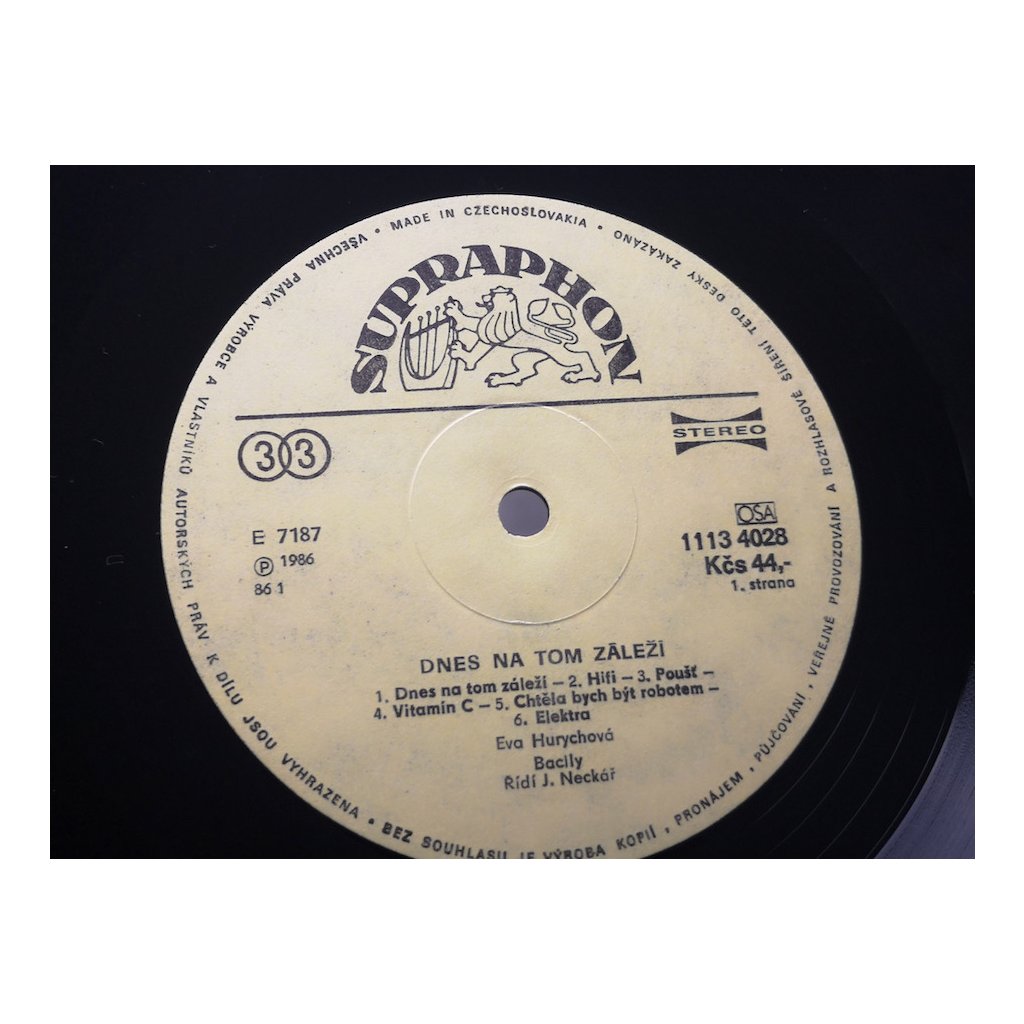 MADE IN CZECHOSLOVAKIA • VŠECHNA PRÁVA VÝROBCE A VLASTNÍKŮ AUTORSKÝCH PRÁV K DÍLU JSOU VYHRAZENA • BEZ SOUHLASU JE VÝROBA KOPIÍ, PRONÁJEM, PŮJČOVÁNÍ, VEŘEJNÉ PROVOZOVÁNÍ A ROZHLASOVÉ ŠÍŘENÍ TÉTO DESKY ZAKÁZÁNO •
SUPRAPHON
STEREO
33
E 7187
Ⓟ 1986
86 1
OSA
1113 4028
Kčs 44,-
1. strana
DNES NA TOM ZÁLEŽÍ
1. Dnes na tom záleží – 2. Hifi – 3. Poušť –
4. Vitamín C – 5. Chtěla bych být robotem –
6. Elektra
Eva Hurychová
Bacily
Řídí J. Neckář